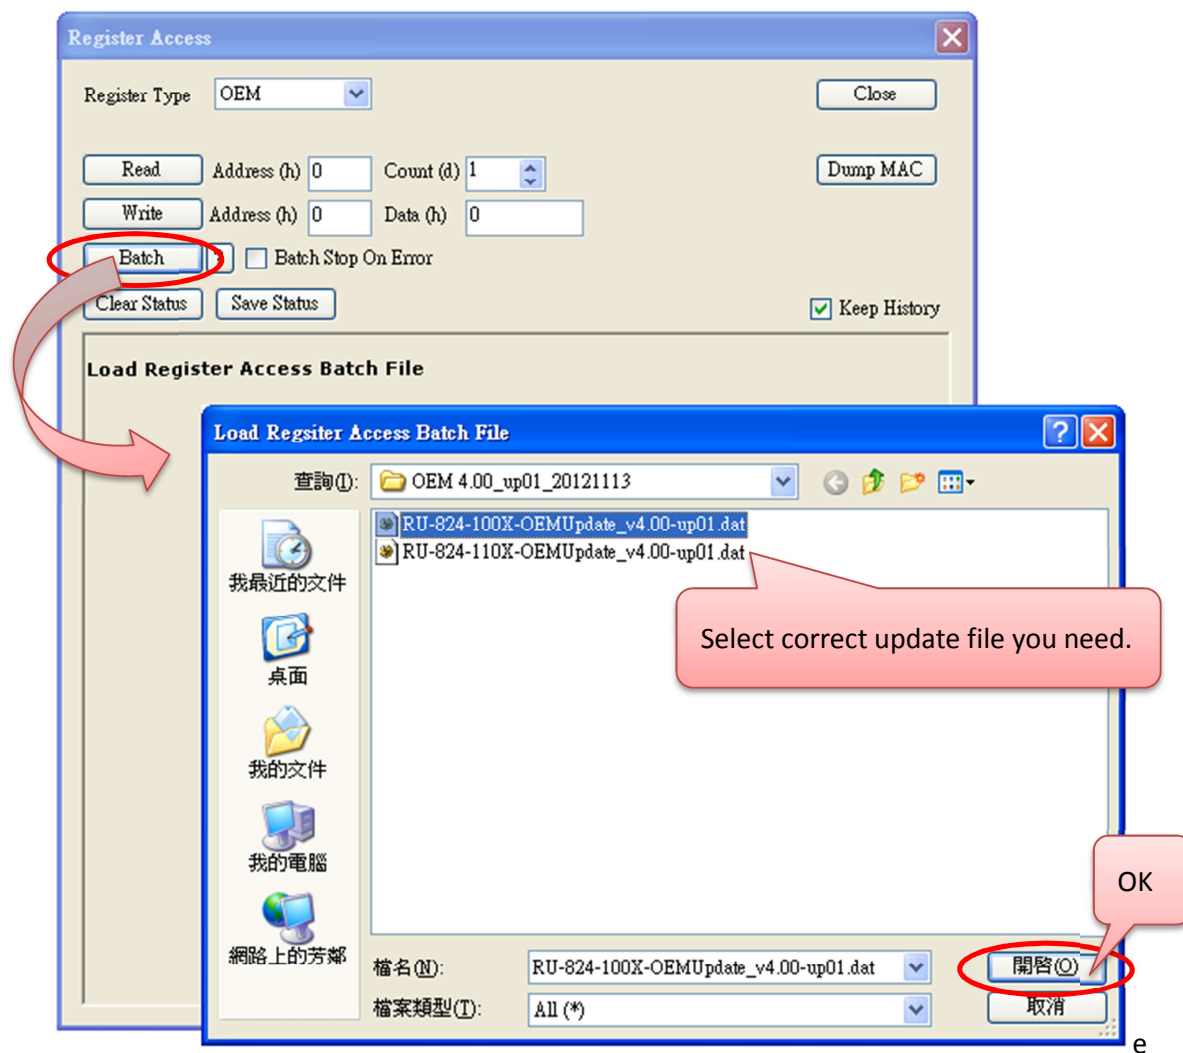 Register Access
Register Type OEM Close
Read Address (h) 0 Count (d) 1 Dump MAC
Write Address (h) 0 Data (h) 0
Batch ? Batch Stop On Error
Clear Status Save Status Keep History
Load Register Access Batch File
Load Regsiter Access Batch File
查詢(I): OEM 4.00_up01_20121113
RU-824-100X-OEMUpdate_v4.00-up01.dat
RU-824-110X-OEMUpdate_v4.00-up01.dat
我最近的文件
Select correct update file you need.
桌面
我的文件
我的電腦
OK
網路上的芳鄰
檔名(N): RU-824-100X-OEMUpdate_v4.00-up01.dat 開啓(O)
檔案類型(T): All (*) 取消
e